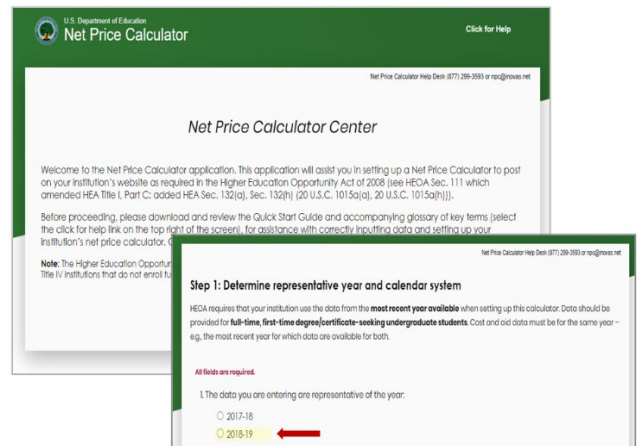 U.S. Department of Education
Net Price Calculator
Click for Help
Net Price Calculator Help Desk (877) 299-3593 or npc@inovas.net
Net Price Calculator Center
Welcome to the Net Price Calculator application. This application will assist you in setting up a Net Price Calculator to post
on your institution's website as required in the Higher Education Opportunity Act of 2008 (see HEOA Sec. 111 which
amended HEA Title I, Part C: added HEA Sec. 132(a), Sec. 132(h) (20 U.S.C. 1015a(a), 20 U.S.C. 1015a(h))).
Before proceeding, please download and review the Quick Start Guide and accompanying glossary of key terms (select
the click for help link on the top right of the screen), for assistance with correctly inputting data and setting up your
institution's net price calculator.
Note: The Higher Education
Title IV institutions that do not enroll
Net Price Calculator Help Desk (877) 299-3593 or npc@inovas.net
Step 1: Determine representative year and calendar system
HEOA requires that your institution use the data from the most recent year available when setting up this calculator. Data should be
provided for full-time, first-time degree/certificate-seeking undergraduate students. Cost and aid data must be for the same year –
e.g., the most recent year for which data are available for both.
All fields are required.
1. The data you are entering are representative of the year:
2017-18
2018-19